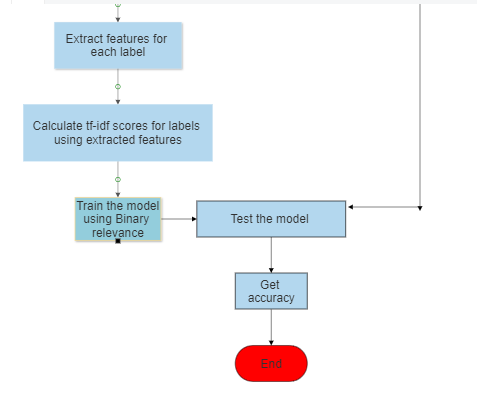 Extract features for
each label
Calculate tf-idf scores for labels
using extracted features
Train the model
using Binary
relevance
Test the model
Get
accuracy
End